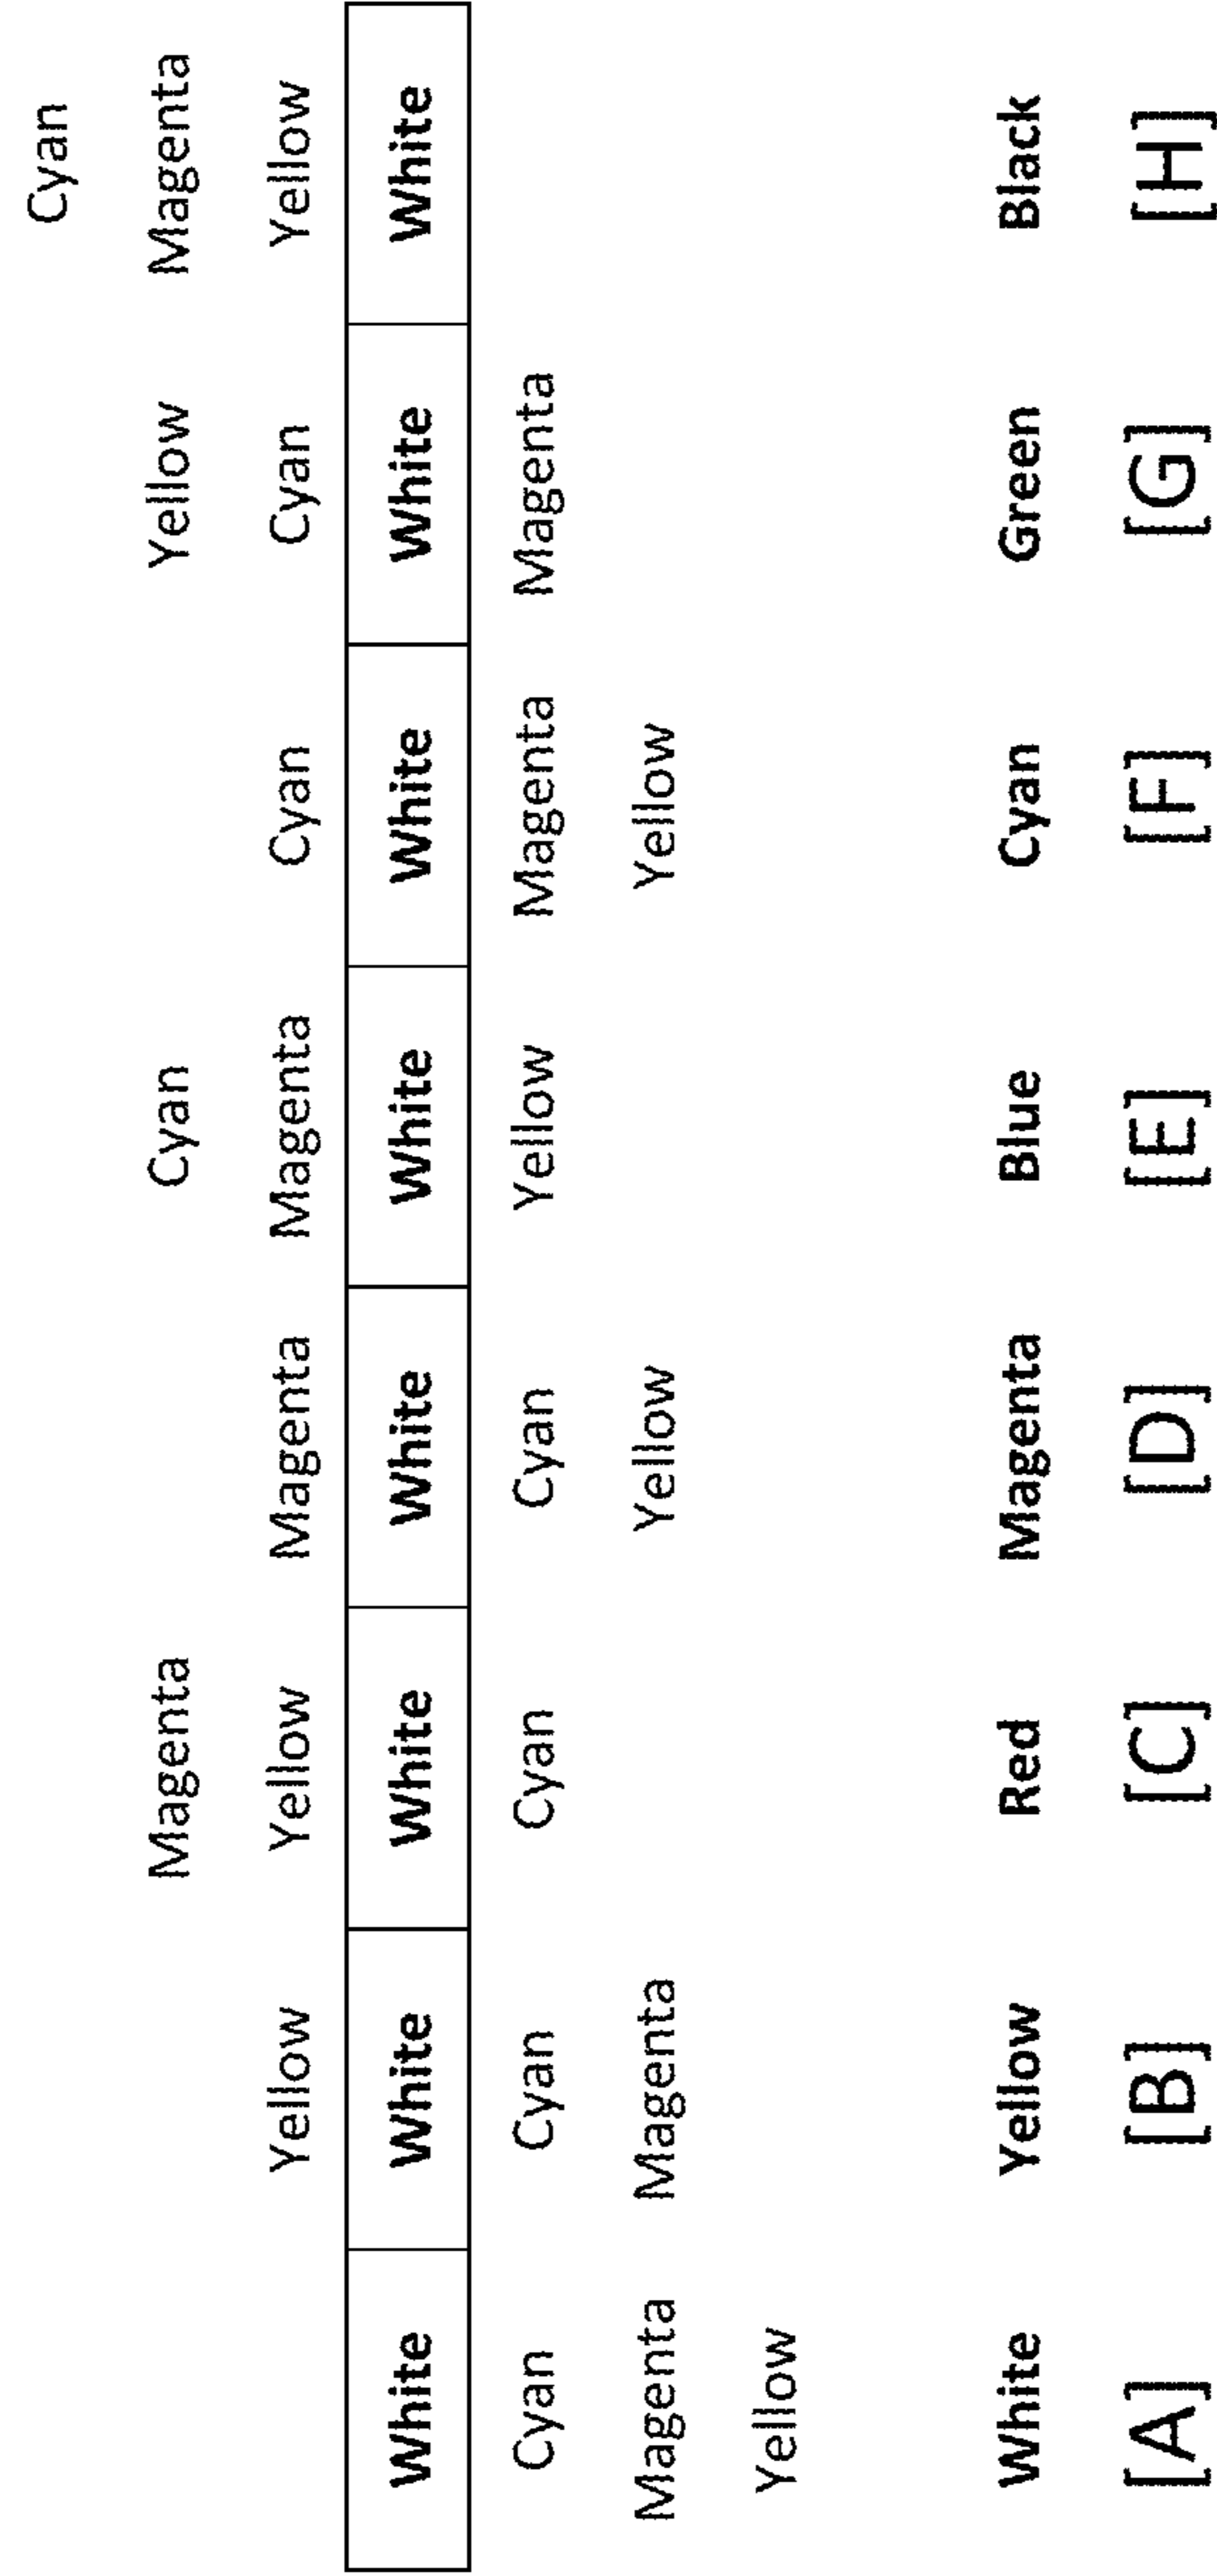 Cyan
Magenta Cyan Yellow Magenta
Yellow Yellow Magenta Magenta Cyan Cyan Yellow
White White White White White White White White
Cyan Cyan Cyan Cyan Yellow Magenta Magenta
Magenta Magenta Yellow Yellow
Yellow
White Yellow Red Magenta Blue Cyan Green Black
[A] [B] [C] [D] [E] [F] [G] [H]